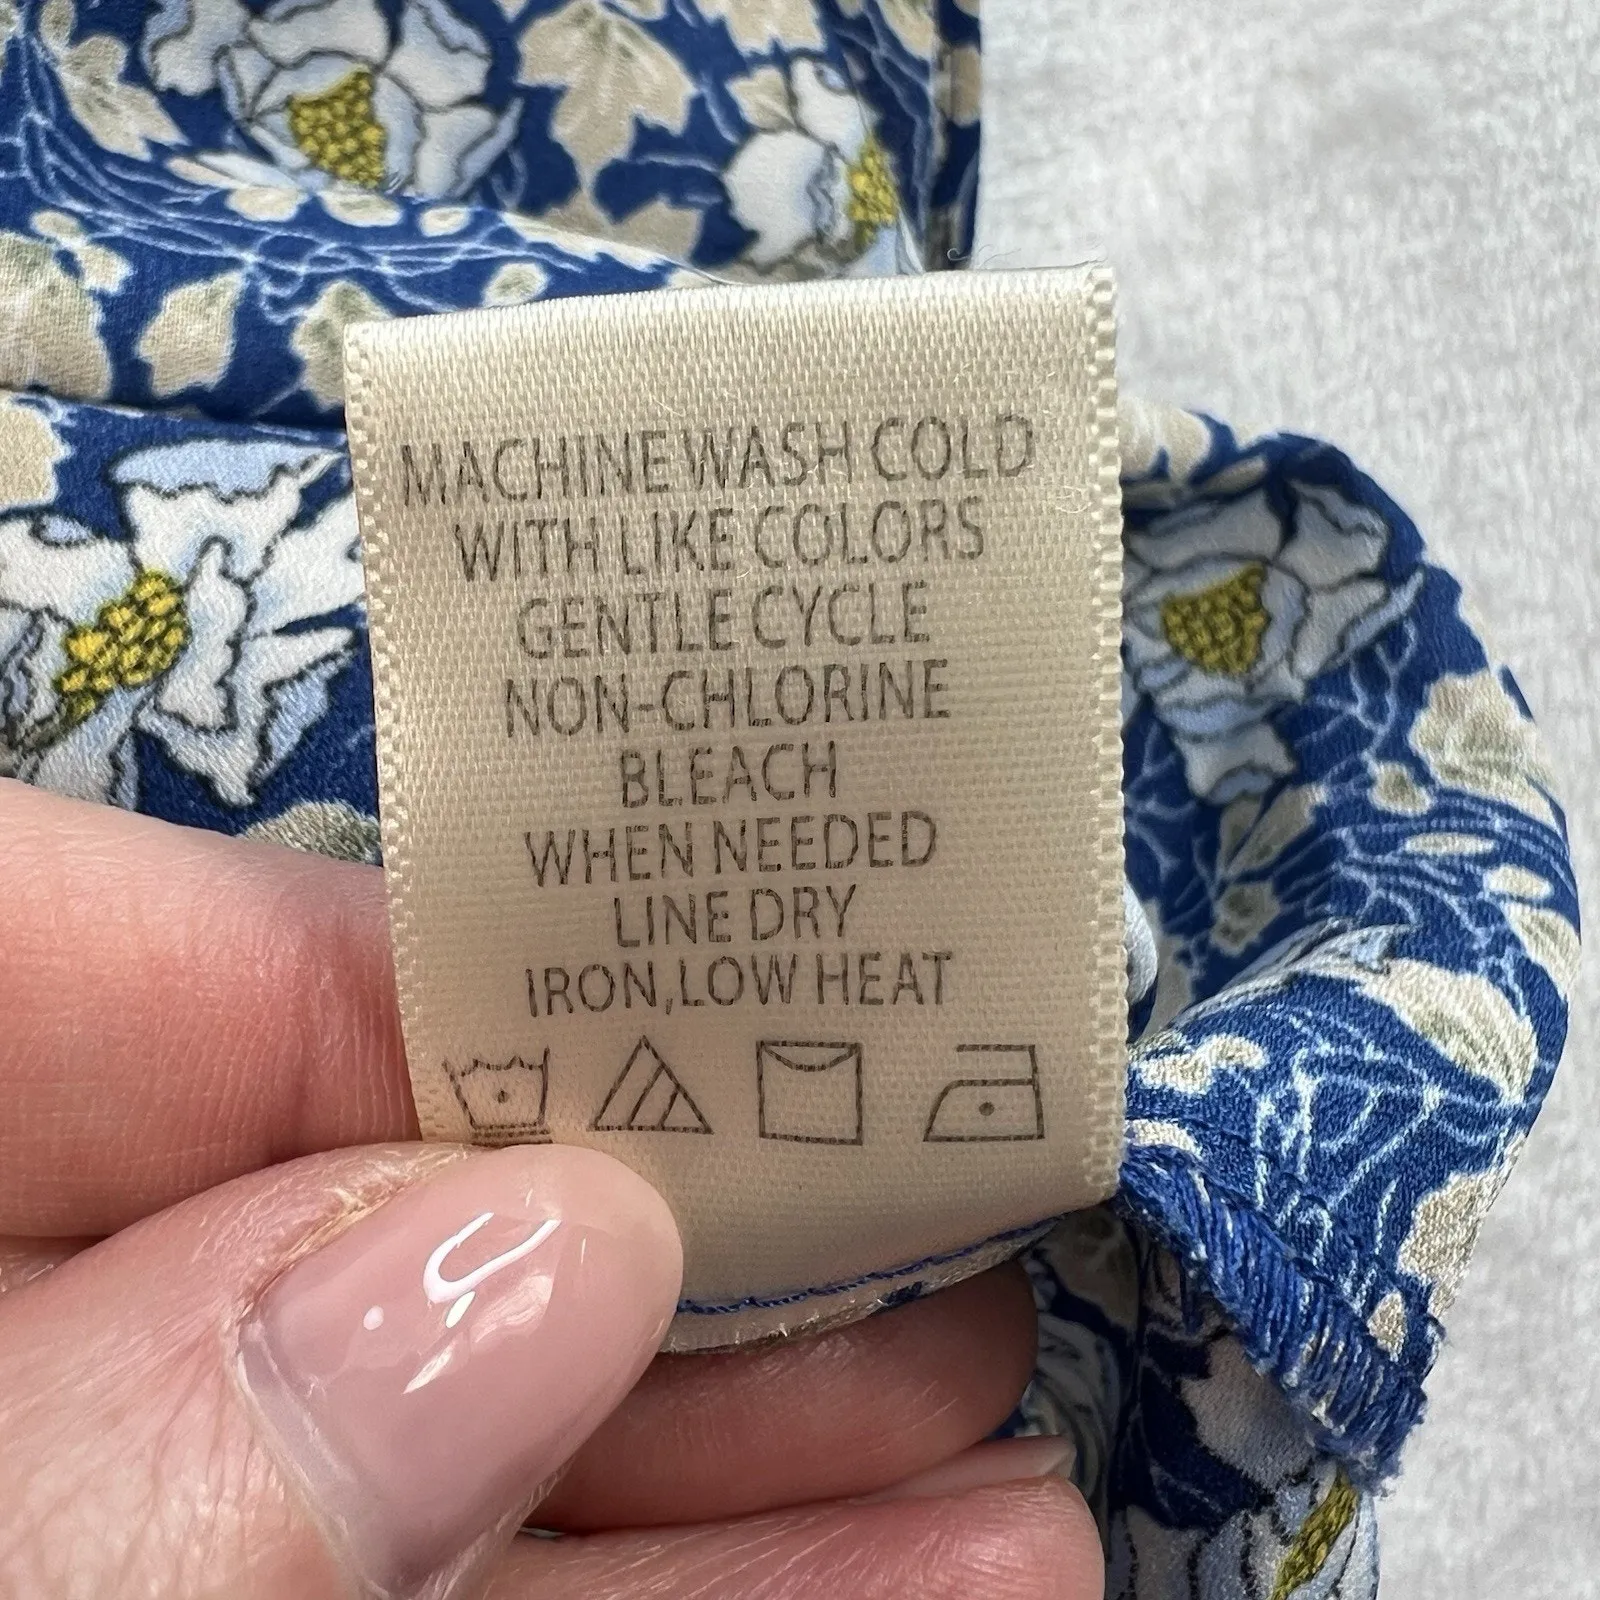 MACHINE WASH COLD
WITH LIKE COLORS
GENTLE CYCLE
NON-CHLORINE
BLEACH
WHEN NEEDED
LINE DRY
IRON,LOW HEAT